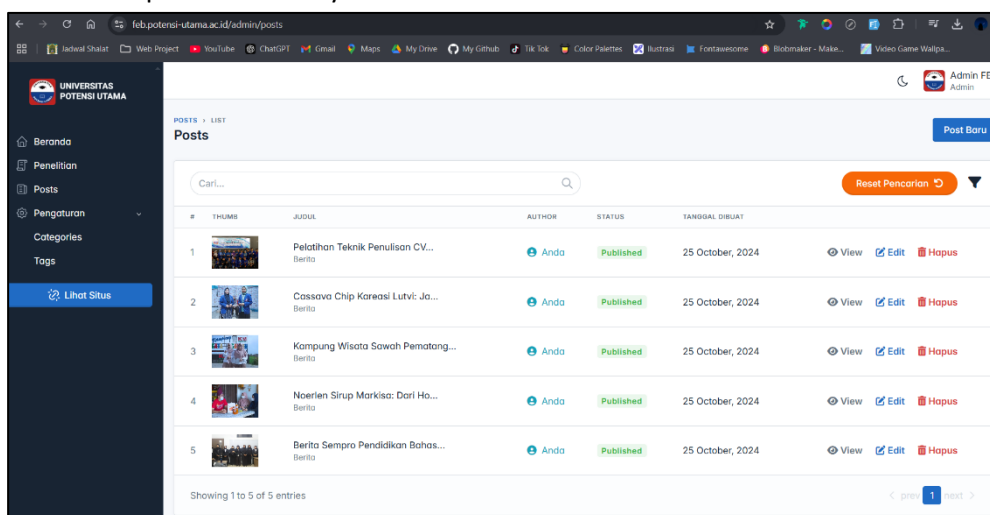 feb.potensi-utama.ac.id/admin/posts
Jadwal Shalat Web Project YouTube ChatGPT Gmail Maps My Drive My Github Tik Tok Color Palettes Ilustrasi Fontawesome Blobmaker - Make... Video Game Wallpa...
UNIVERSITAS
POTENSI UTAMA
Admin FE
Admin
Beranda
Penelitian
Posts
Pengaturan
Categories
Tags
Lihat Situs
POSTS > LIST
Posts
Post Baru
Cari...
Reset Pencarian
# THUMB JUDUL AUTHOR STATUS TANGGAL DIBUAT
1 Pelatihan Teknik Penulisan CV... Anda Published 25 October, 2024 View Edit Hapus
Berita
2 Cassava Chip Kareasi Lutvi: Ja... Anda Published 25 October, 2024 View Edit Hapus
Berita
3 Kampung Wisata Sawah Pematang... Anda Published 25 October, 2024 View Edit Hapus
Berita
4 Noerlen Sirup Markisa: Dari Ho... Anda Published 25 October, 2024 View Edit Hapus
Berita
5 Berita Sempro Pendidikan Bahas... Anda Published 25 October, 2024 View Edit Hapus
Berita
Showing 1 to 5 of 5 entries
< prev 1 next >